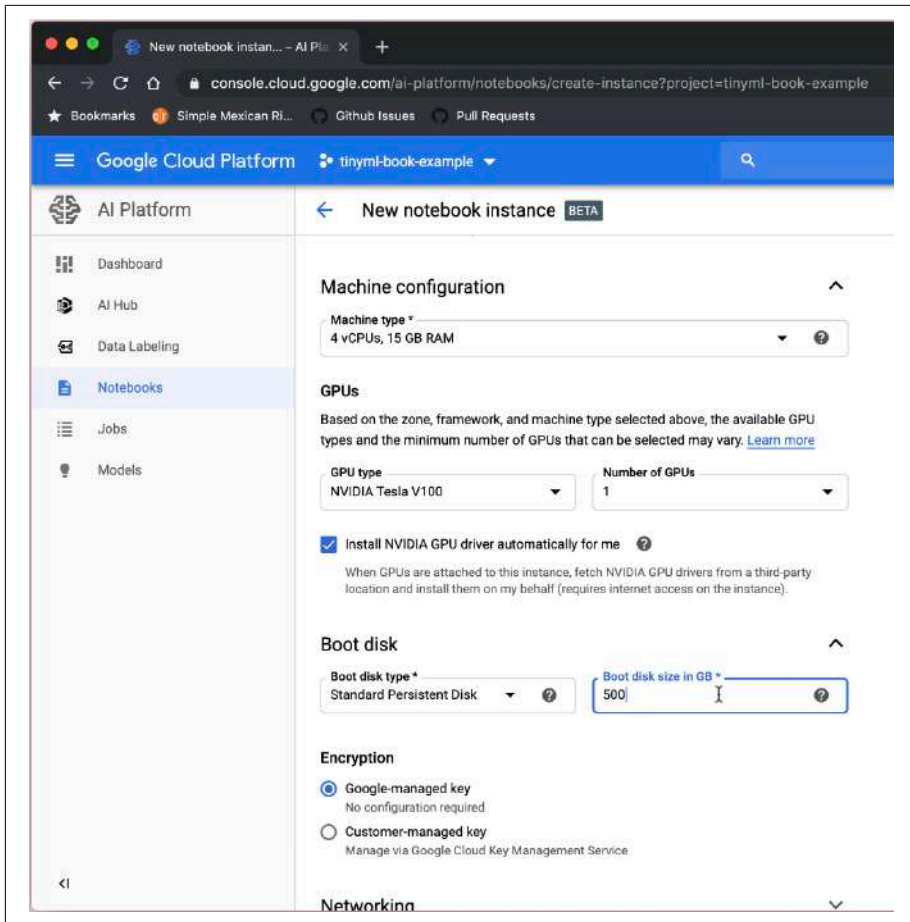 New notebook instan... – AI Pla
console.cloud.google.com/ai-platform/notebooks/create-instance?project=tinyml-book-example
Bookmarks
Simple Mexican Ri...
Github Issues
Pull Requests
Google Cloud Platform
tinyml-book-example
AI Platform
New notebook instance BETA
Dashboard
AI Hub
Data Labeling
Notebooks
Jobs
Models
Machine configuration
Machine type *
4 vCPUs, 15 GB RAM
GPUs
Based on the zone, framework, and machine type selected above, the available GPU
types and the minimum number of GPUs that can be selected may vary. Learn more
GPU type
NVIDIA Tesla V100
Number of GPUs
1
Install NVIDIA GPU driver automatically for me
When GPUs are attached to this instance, fetch NVIDIA GPU drivers from a third-party
location and install them on my behalf (requires internet access on the instance).
Boot disk
Boot disk type *
Standard Persistent Disk
Boot disk size in GB *
500
Encryption
Google-managed key
No configuration required
Customer-managed key
Manage via Google Cloud Key Management Service
Networking